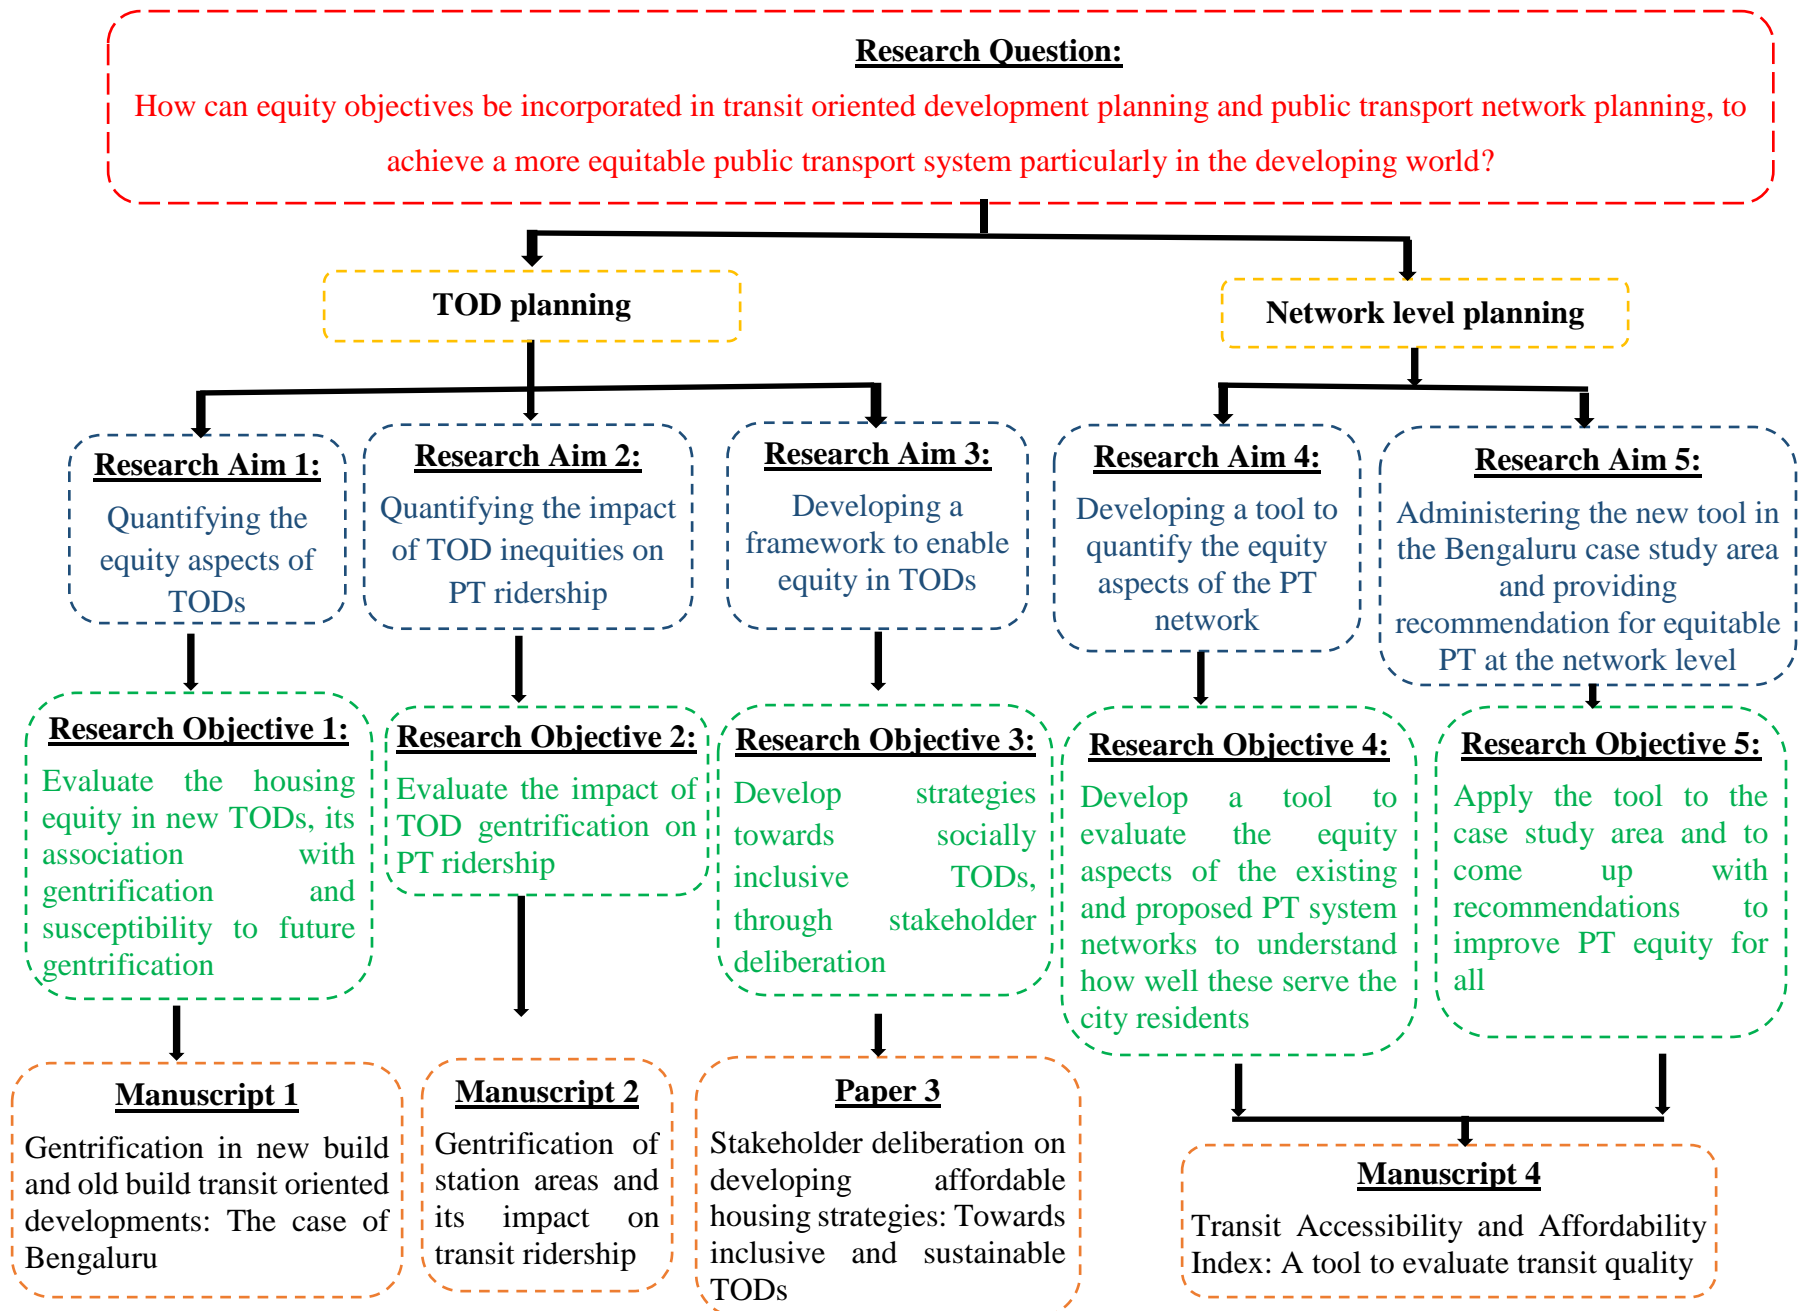 Research Question:
How can equity objectives be incorporated in transit oriented development planning and public transport network planning, to
achieve a more equitable public transport system particularly in the developing world?
TOD planning
Network level planning
Research Aim 1:
Quantifying the
equity aspects of
TODs
Research Aim 2:
Quantifying the impact
of TOD inequities on
PT ridership
Research Aim 3:
Developing a
framework to enable
equity in TODs
Research Aim 4:
Developing a tool to
quantify the equity
aspects of the PT
network
Research Aim 5:
Administering the new tool in
the Bengaluru case study area
and providing
recommendation for equitable
PT at the network level
Research Objective 1:
Evaluate the housing
equity in new TODs, its
association with
gentrification and
susceptibility to future
gentrification
Research Objective 2:
Evaluate the impact of
TOD gentrification on
PT ridership
Research Objective 3:
Develop strategies
towards socially
inclusive TODs,
through stakeholder
deliberation
Research Objective 4:
Develop a tool to
evaluate the equity
aspects of the existing
and proposed PT system
networks to understand
how well these serve the
city residents
Research Objective 5:
Apply the tool to the
case study area and to
come up with
recommendations to
improve PT equity for
all
Manuscript 1
Gentrification in new build
and old build transit oriented
developments: The case of
Bengaluru
Manuscript 2
Gentrification of
station areas and
its impact on
transit ridership
Paper 3
Stakeholder deliberation on
developing affordable
housing strategies: Towards
inclusive and sustainable
TODs
Manuscript 4
Transit Accessibility and Affordability
Index: A tool to evaluate transit quality